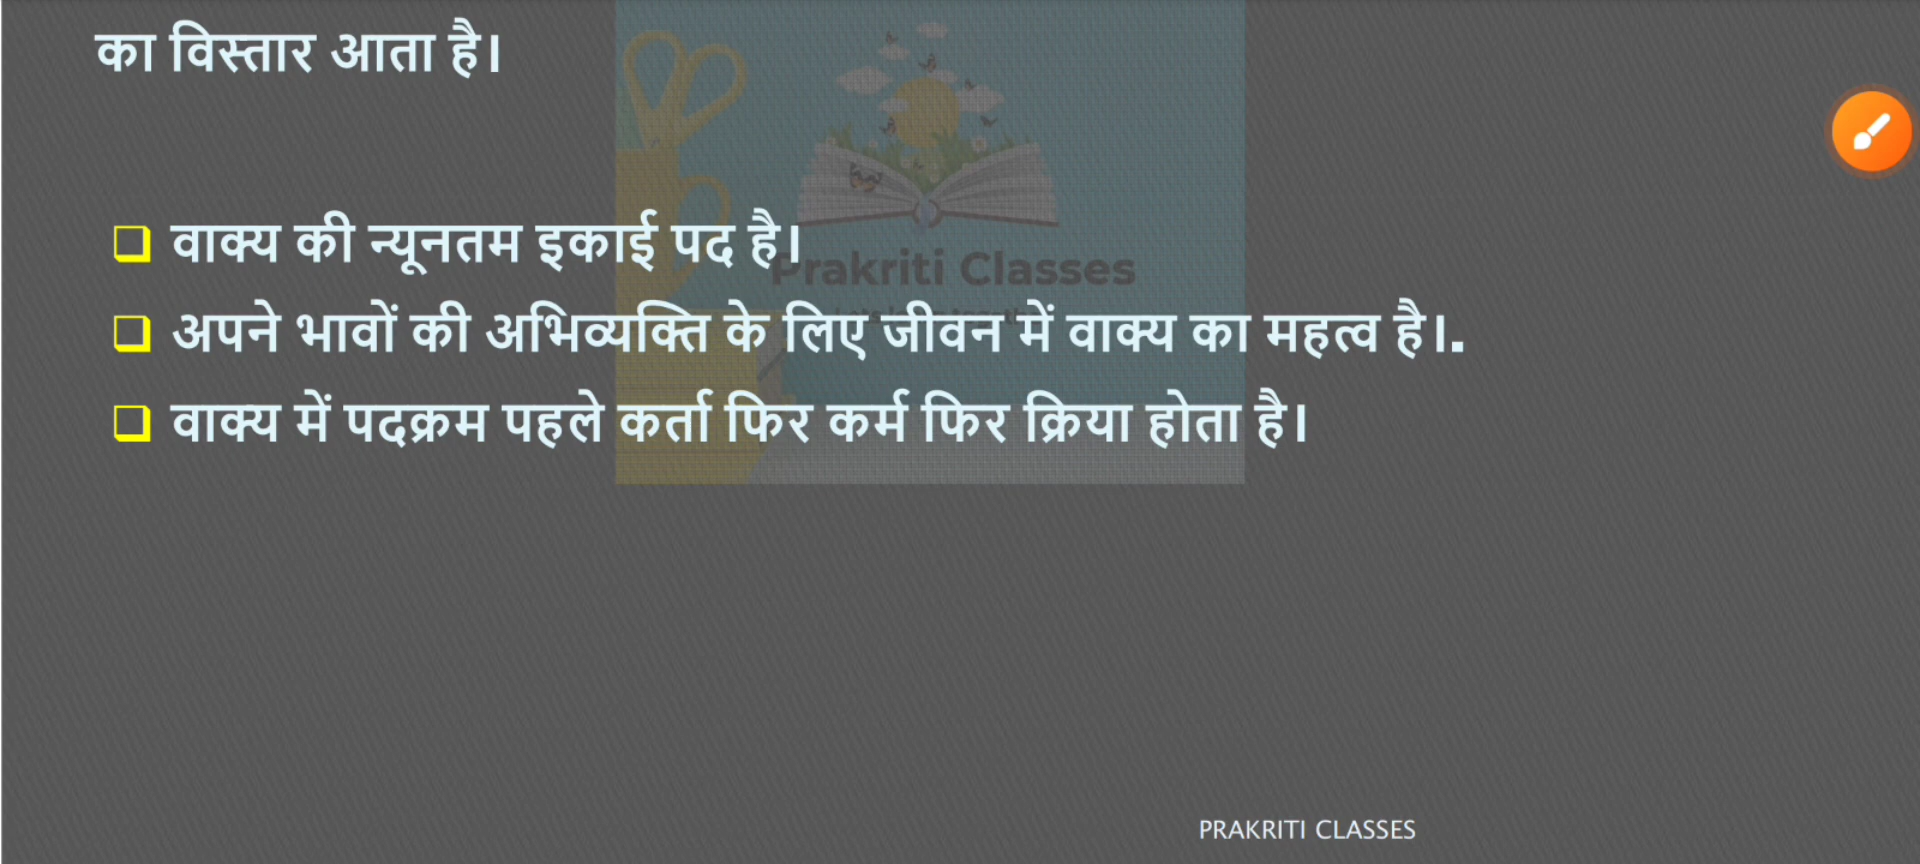 का विस्तार आता है।
वाक्य की न्यूनतम इकाई पद है।
Prakriti Classes
अपने भावों की अभिव्यक्ति के लिए जीवन में वाक्य का महत्व है।.
वाक्य में पदक्रम पहले कर्ता फिर कर्म फिर क्रिया होता है।
PRAKRITI CLASSES